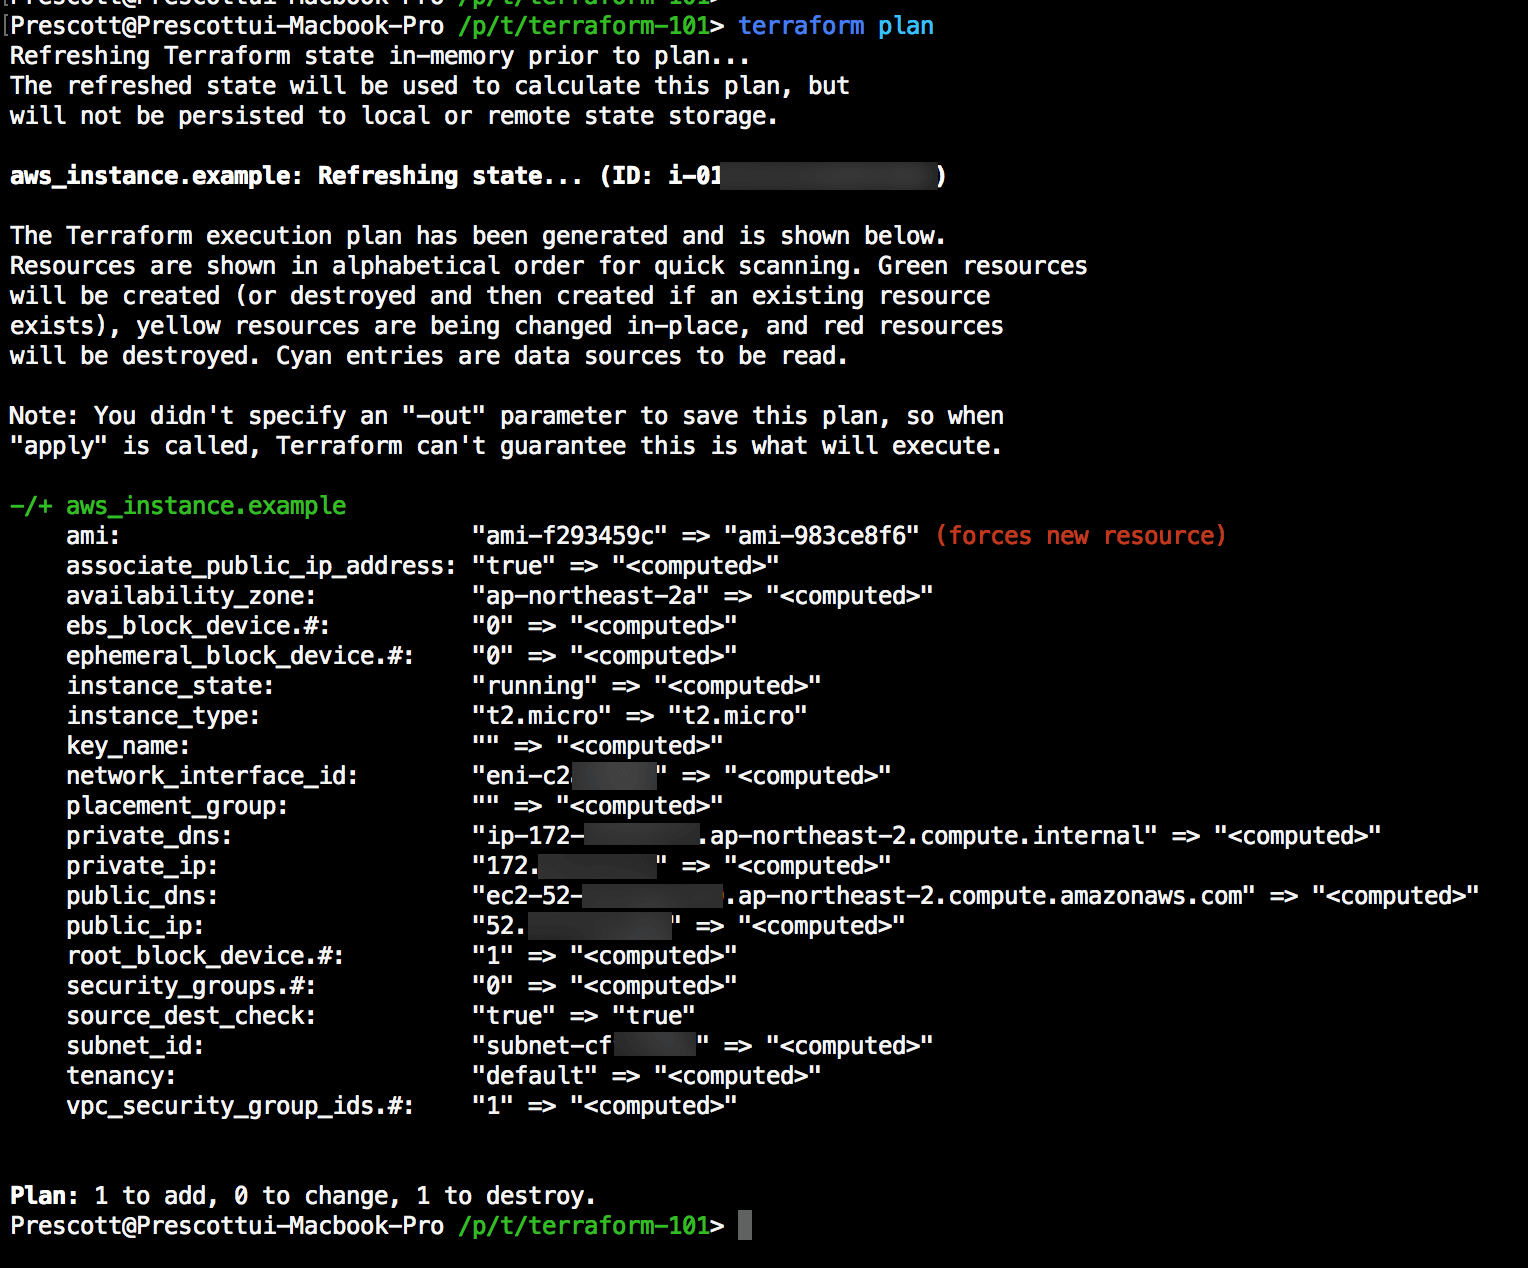 [Prescott@Prescottui-Macbook-Pro /p/t/terraform-101>
[Prescott@Prescottui-Macbook-Pro /p/t/terraform-101> terraform plan
Refreshing Terraform state in-memory prior to plan...
The refreshed state will be used to calculate this plan, but
will not be persisted to local or remote state storage.
aws_instance.example: Refreshing state... (ID: i-01)
The Terraform execution plan has been generated and is shown below.
Resources are shown in alphabetical order for quick scanning. Green resources
will be created (or destroyed and then created if an existing resource
exists), yellow resources are being changed in-place, and red resources
will be destroyed. Cyan entries are data sources to be read.
Note: You didn't specify an "-out" parameter to save this plan, so when
"apply" is called, Terraform can't guarantee this is what will execute.
-/+ aws_instance.example
ami: "ami-f293459c" => "ami-983ce8f6" (forces new resource)
associate_public_ip_address: "true" => "<computed>"
availability_zone: "ap-northeast-2a" => "<computed>"
ebs_block_device.#: "0" => "<computed>"
ephemeral_block_device.#: "0" => "<computed>"
instance_state: "running" => "<computed>"
instance_type: "t2.micro" => "t2.micro"
key_name: "" => "<computed>"
network_interface_id: "eni-c2" => "<computed>"
placement_group: "" => "<computed>"
private_dns: "ip-172-.ap-northeast-2.compute.internal" => "<computed>"
private_ip: "172." => "<computed>"
public_dns: "ec2-52-.ap-northeast-2.compute.amazonaws.com" => "<computed>"
public_ip: "52." => "<computed>"
root_block_device.#: "1" => "<computed>"
security_groups.#: "0" => "<computed>"
source_dest_check: "true" => "true"
subnet_id: "subnet-cf" => "<computed>"
tenancy: "default" => "<computed>"
vpc_security_group_ids.#: "1" => "<computed>"
Plan: 1 to add, 0 to change, 1 to destroy.
Prescott@Prescottui-Macbook-Pro /p/t/terraform-101>